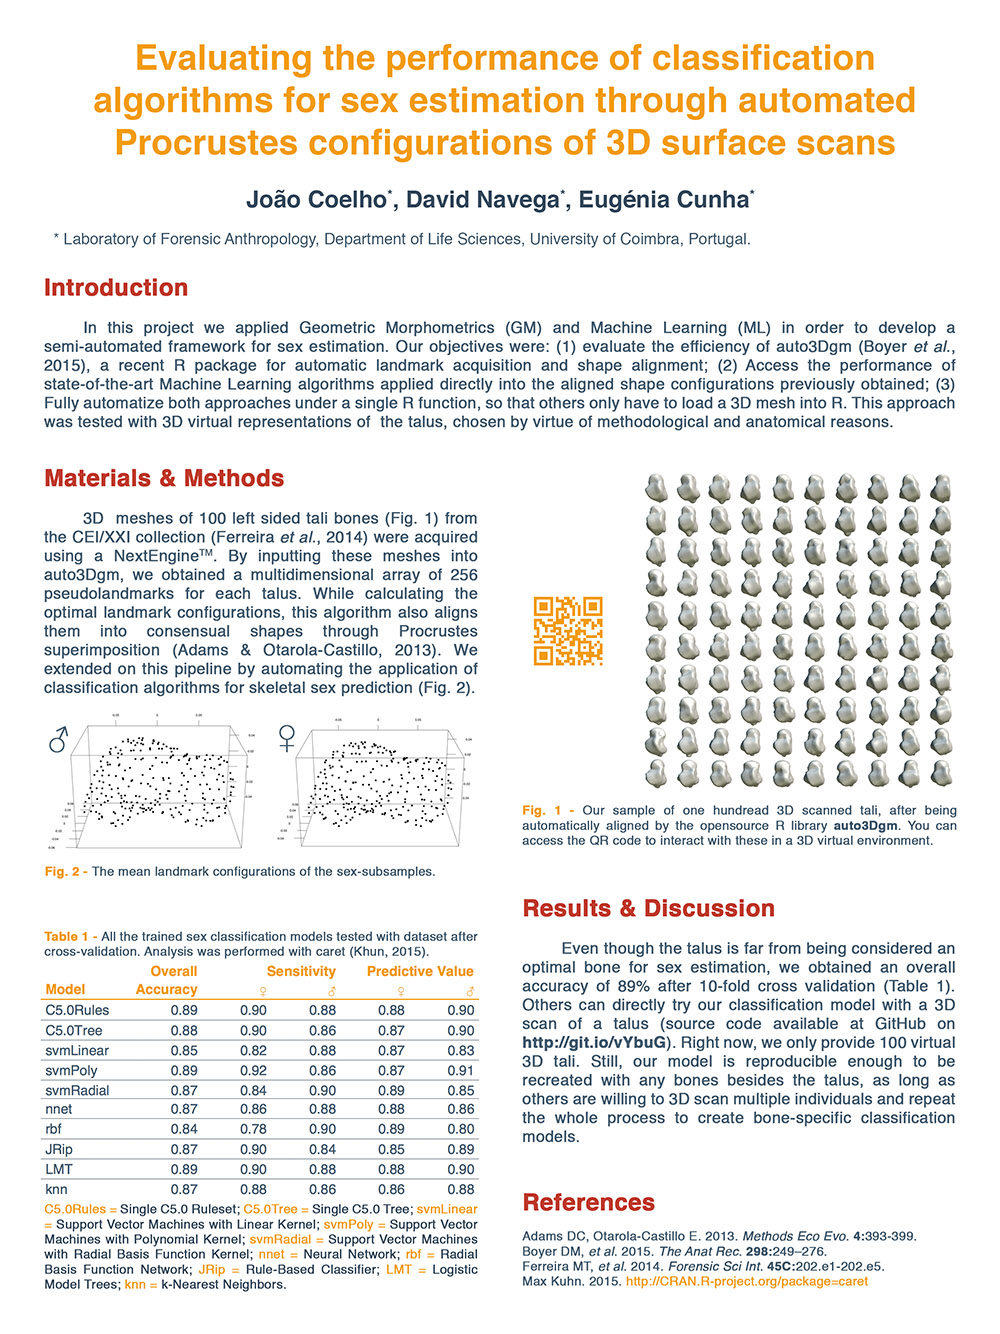 Evaluating the performance of classification
algorithms for sex estimation through automated
Procrustes configurations of 3D surface scans
João Coelho*, David Navega*, Eugénia Cunha*
* Laboratory of Forensic Anthropology, Department of Life Sciences, University of Coimbra, Portugal.
Introduction
In this project we applied Geometric Morphometrics (GM) and Machine Learning (ML) in order to develop a
semi-automated framework for sex estimation. Our objectives were: (1) evaluate the efficiency of auto3Dgm (Boyer et al.,
2015), a recent R package for automatic landmark acquisition and shape alignment; (2) Access the performance of
state-of-the-art Machine Learning algorithms applied directly into the aligned shape configurations previously obtained; (3)
Fully automatize both approaches under a single R function, so that others only have to load a 3D mesh into R. This approach
was tested with 3D virtual representations of the talus, chosen by virtue of methodological and anatomical reasons.
Materials & Methods
3D meshes of 100 left sided tali bones (Fig. 1) from
the CEI/XXI collection (Ferreira et al., 2014) were acquired
using a NextEngine™. By inputting these meshes into
auto3Dgm, we obtained a multidimensional array of 256
pseudolandmarks for each talus. While calculating the
optimal landmark configurations, this algorithm also aligns
them into consensual shapes through Procrustes
superimposition (Adams & Otarola-Castillo, 2013). We
extended on this pipeline by automating the application of
classification algorithms for skeletal sex prediction (Fig. 2).
♂ ♀
Fig. 2 - The mean landmark configurations of the sex-subsamples.
Table 1 - All the trained sex classification models tested with dataset after
cross-validation. Analysis was performed with caret (Khun, 2015).
Overall Sensitivity Predictive Value
Model Accuracy ♀ ♂ ♀ ♂
C5.0Rules 0.89 0.90 0.88 0.88 0.90
C5.0Tree 0.88 0.90 0.86 0.87 0.90
svmLinear 0.85 0.82 0.88 0.87 0.83
svmPoly 0.89 0.92 0.86 0.87 0.91
svmRadial 0.87 0.84 0.90 0.89 0.85
nnet 0.87 0.86 0.88 0.88 0.86
rbf 0.84 0.78 0.90 0.89 0.80
JRip 0.87 0.90 0.84 0.85 0.89
LMT 0.89 0.90 0.88 0.88 0.90
knn 0.87 0.88 0.86 0.86 0.88
C5.0Rules = Single C5.0 Ruleset; C5.0Tree = Single C5.0 Tree; svmLinear
= Support Vector Machines with Linear Kernel; svmPoly = Support Vector
Machines with Polynomial Kernel; svmRadial = Support Vector Machines
with Radial Basis Function Kernel; nnet = Neural Network; rbf = Radial
Basis Function Network; JRip = Rule-Based Classifier; LMT = Logistic
Model Trees; knn = k-Nearest Neighbors.
Fig. 1 - Our sample of one hundread 3D scanned tali, after being
automatically aligned by the opensource R library auto3Dgm. You can
access the QR code to interact with these in a 3D virtual environment.
Results & Discussion
Even though the talus is far from being considered an
optimal bone for sex estimation, we obtained an overall
accuracy of 89% after 10-fold cross validation (Table 1).
Others can directly try our classification model with a 3D
scan of a talus (source code available at GitHub on
http://git.io/vYbuG). Right now, we only provide 100 virtual
3D tali. Still, our model is reproducible enough to be
recreated with any bones besides the talus, as long as
others are willing to 3D scan multiple individuals and repeat
the whole process to create bone-specific classification
models.
References
Adams DC, Otarola-Castillo E. 2013. Methods Eco Evo. 4:393-399.
Boyer DM, et al. 2015. The Anat Rec. 298:249–276.
Ferreira MT, et al. 2014. Forensic Sci Int. 45C:202.e1-202.e5.
Max Kuhn. 2015. http://CRAN.R-project.org/package=caret